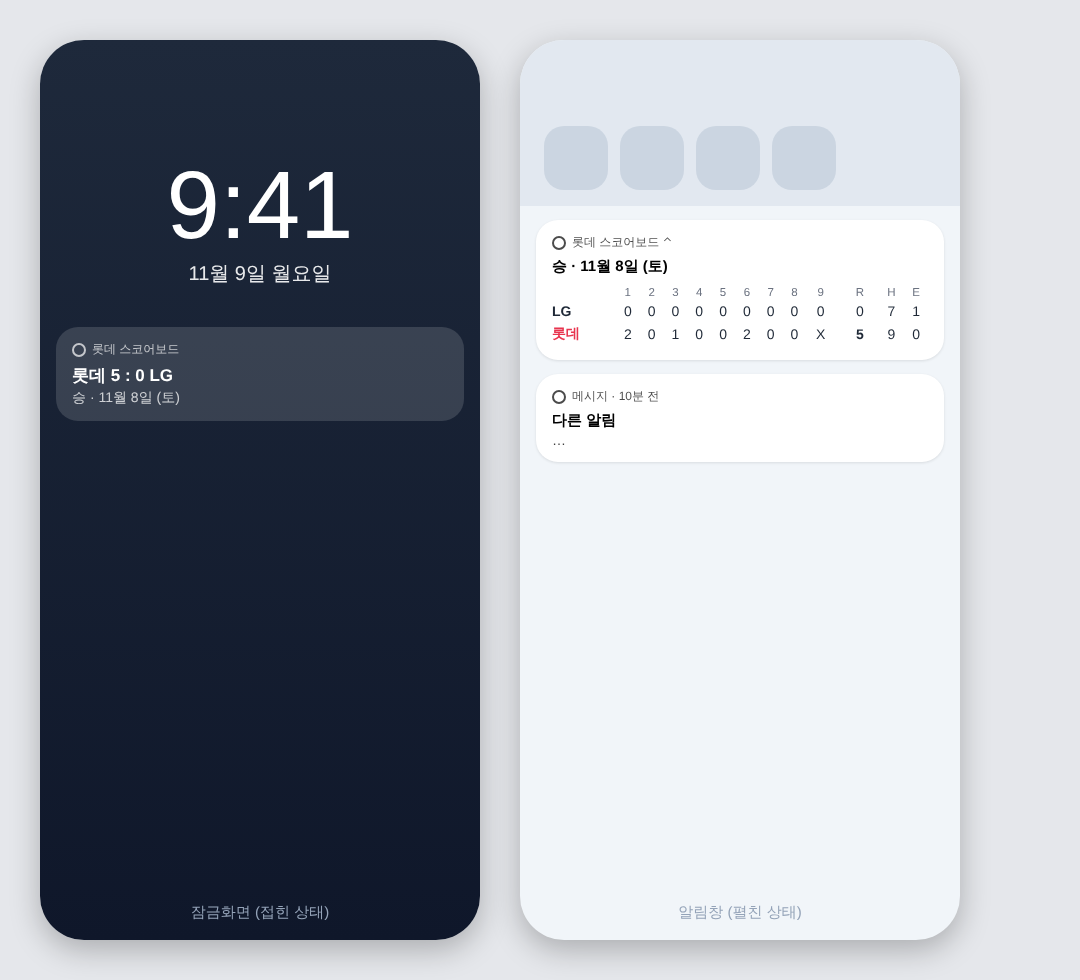 9:41
11월 9일 월요일
롯데 스코어보드
롯데 5 : 0 LG
승 · 11월 8일 (토)
잠금화면 (접힌 상태)
롯데 스코어보드 ^
승 · 11월 8일 (토)
1 2 3 4 5 6 7 8 9 R H E
LG 0 0 0 0 0 0 0 0 0 0 7 1
롯데 2 0 1 0 0 2 0 0 X 5 9 0
메시지 · 10분 전
다른 알림
…
알림창 (펼친 상태)